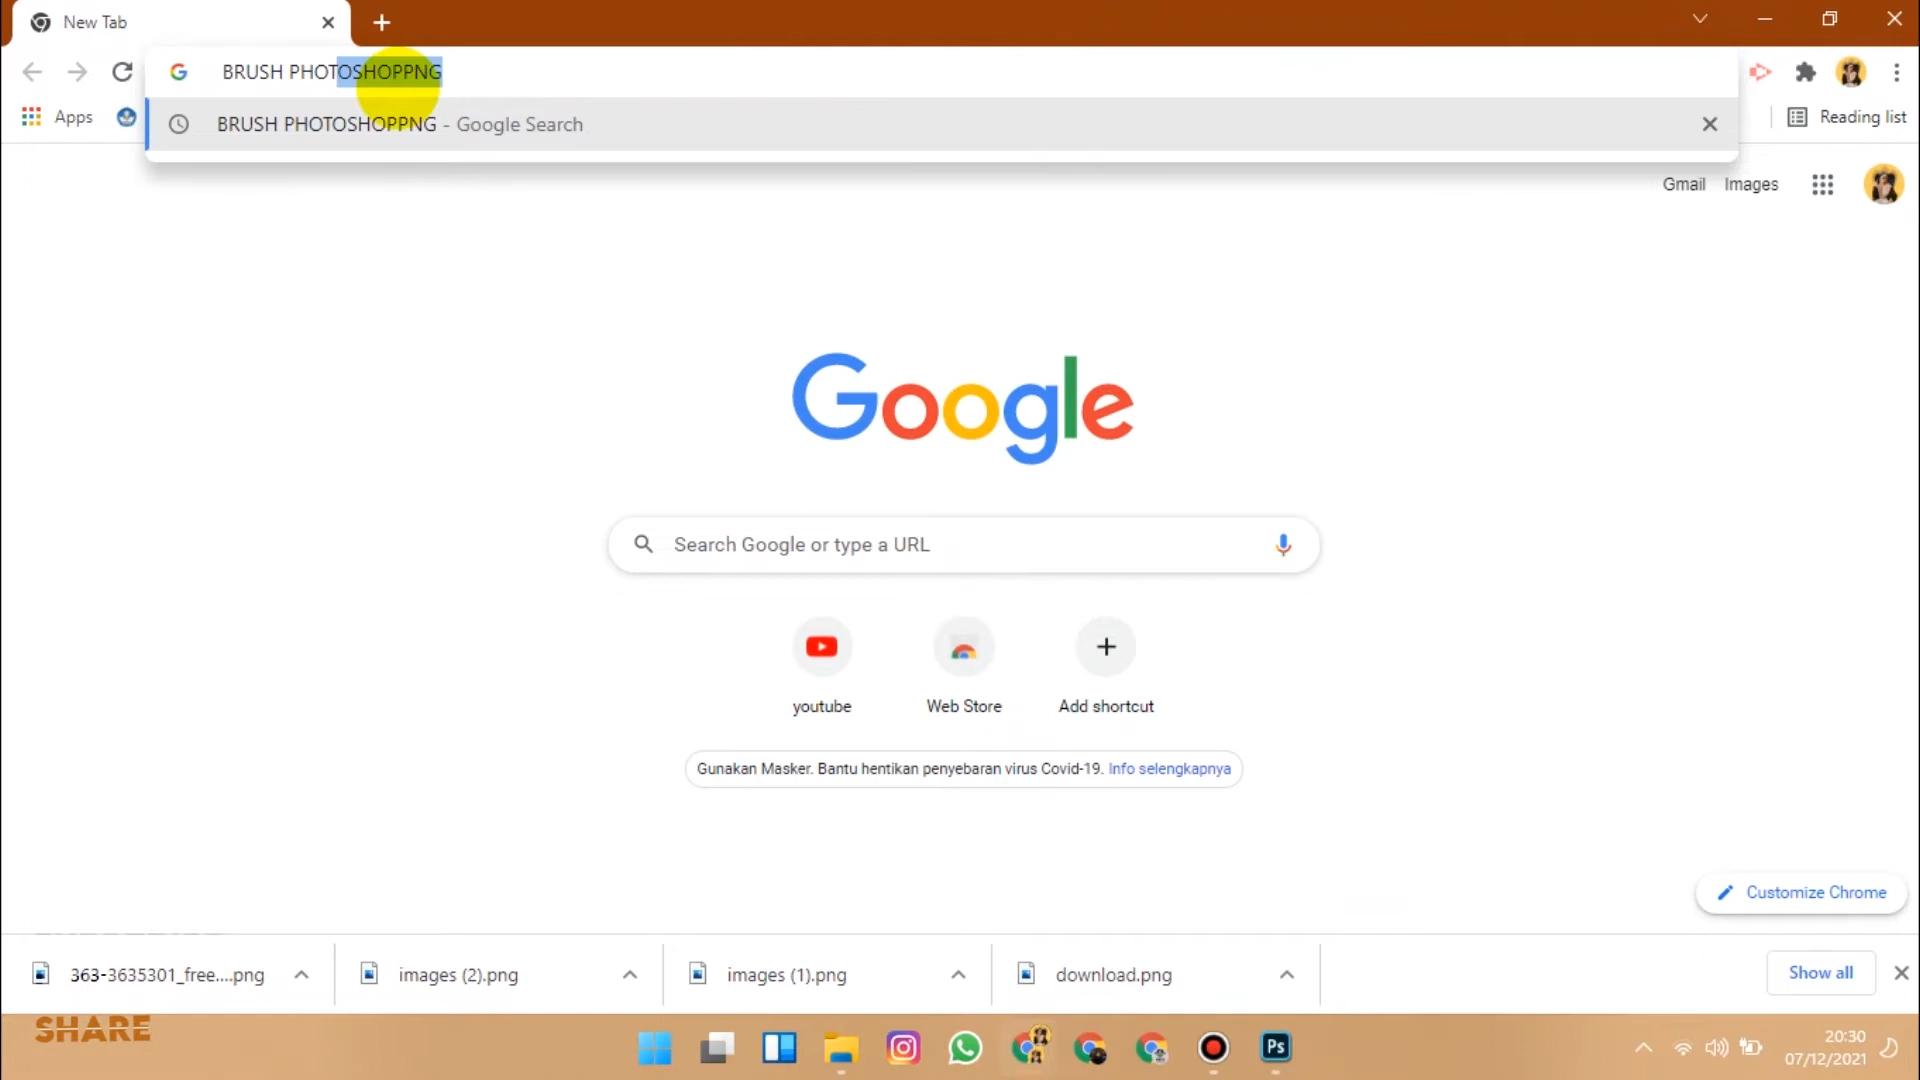 New Tab
BRUSH PHOTOSHOPPNG
Apps
BRUSH PHOTOSHOPPNG - Google Search
Reading list
Gmail
Images
Google
Search Google or type a URL
youtube
Web Store
Add shortcut
Gunakan Masker. Bantu hentikan penyebaran virus Covid-19. Info selengkapnya
Customize Chrome
363-3635301_free....png
images (2).png
images (1).png
download.png
Show all
SHARE
Ps
20:30
07/12/2021